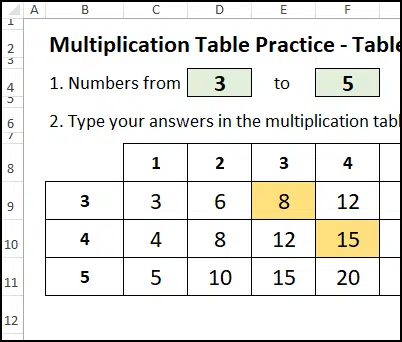 A B C D E F
1
2 Multiplication Table Practice - Table
3
4 1. Numbers from 3 to 5
5
6 2. Type your answers in the multiplication tabl
7
8 1 2 3 4
9 3 3 6 8 12
10 4 4 8 12 15
11 5 5 10 15 20
12